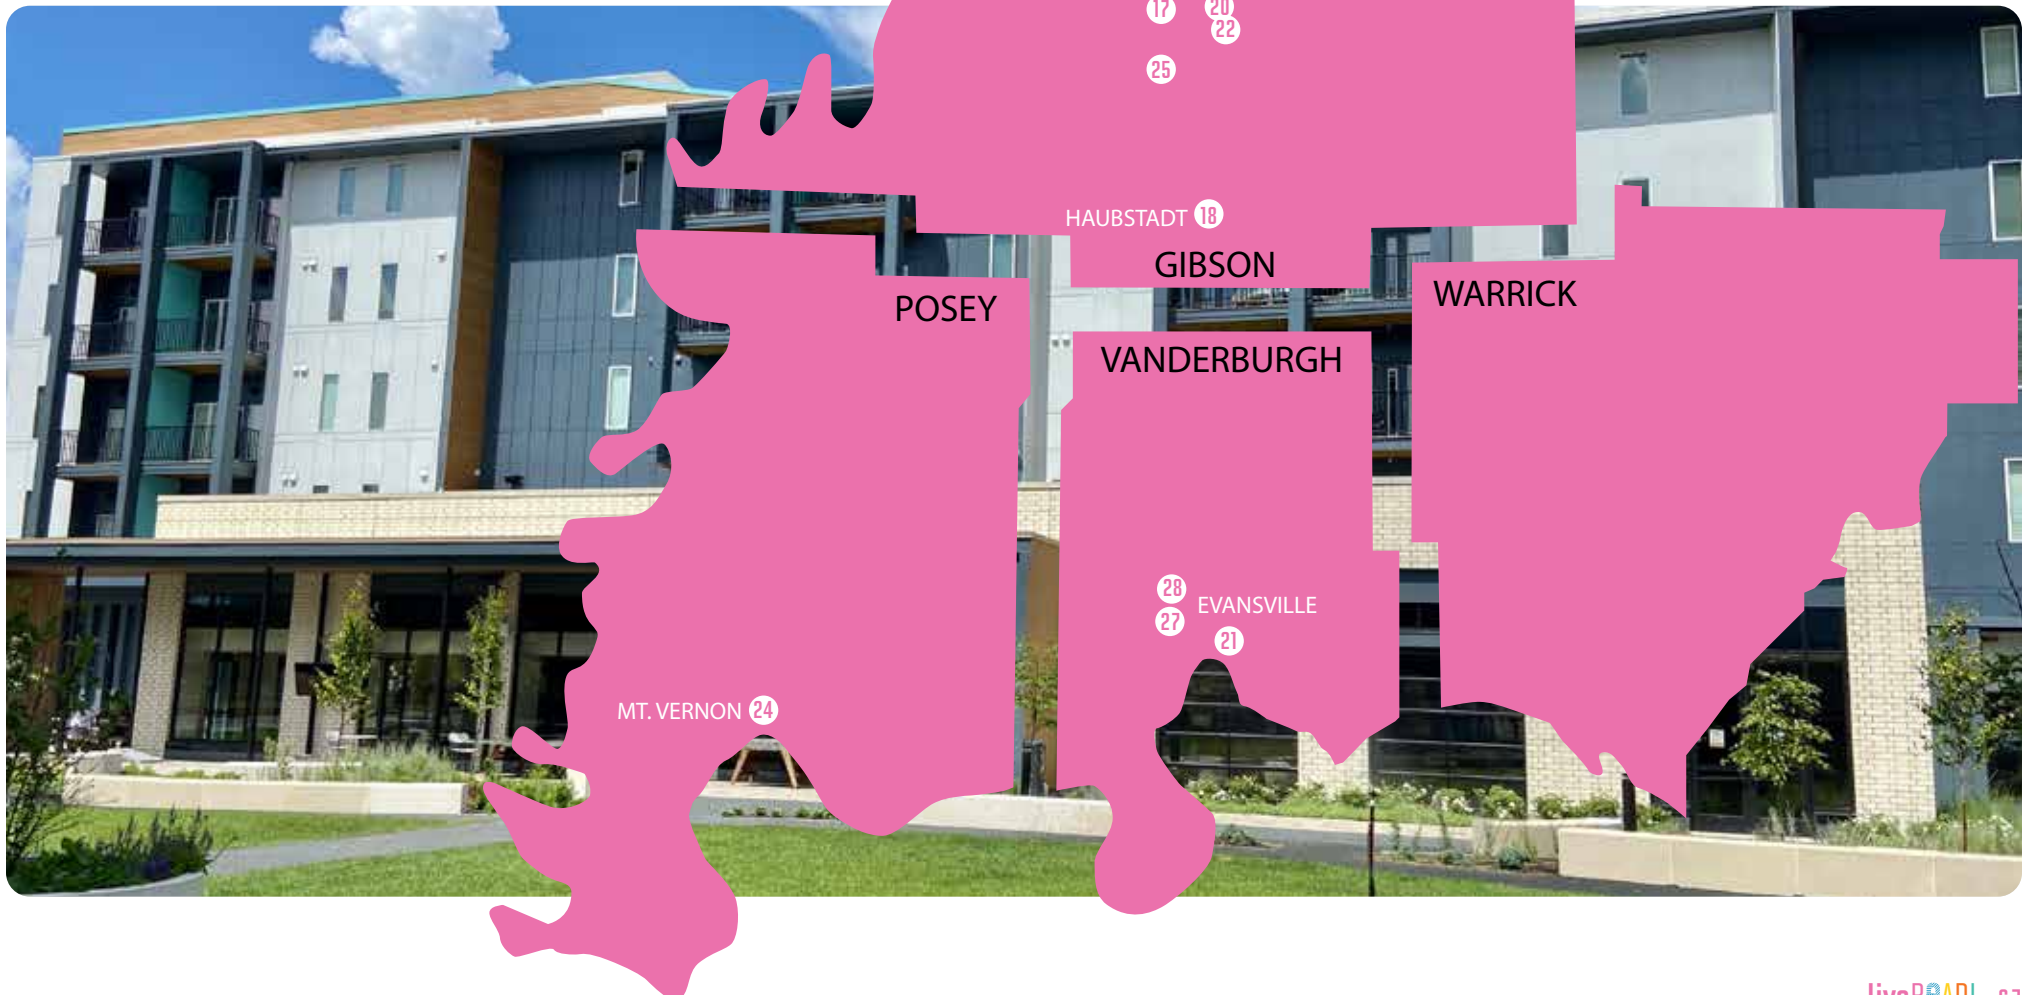 17
20
22
25
HAUBSTADT 18
GIBSON
POSEY
WARRICK
VANDERBURGH
28
EVANSVILLE
27
21
MT. VERNON 24